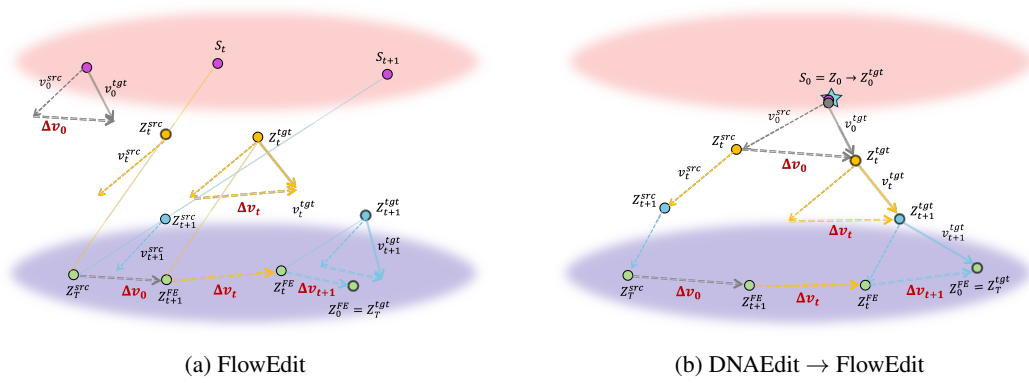 S_t
S_{t+1}
v_0^{src}
v_0^{tgt}
Δv_0
Z_t^{src}
Z_t^{tgt}
v_t^{src}
Δv_t
v_t^{tgt}
Z_{t+1}^{src}
Z_{t+1}^{tgt}
v_{t+1}^{src}
v_{t+1}^{tgt}
Z_T^{src}
Δv_0
Z_{t+1}^{FE}
Δv_t
Z_t^{FE}
Δv_{t+1}
Z_0^{FE} = Z_T^{tgt}
(a) FlowEdit
S_0 = Z_0 → Z_0^{tgt}
v_0^{src}
v_0^{tgt}
Z_t^{src}
Δv_0
Z_t^{tgt}
v_t^{src}
v_t^{tgt}
Z_{t+1}^{src}
Z_{t+1}^{tgt}
Δv_t
v_{t+1}^{tgt}
Z_T^{src}
Δv_0
Z_{t+1}^{FE}
Δv_t
Z_t^{FE}
Δv_{t+1}
Z_0^{FE} = Z_T^{tgt}
(b) DNAEdit → FlowEdit